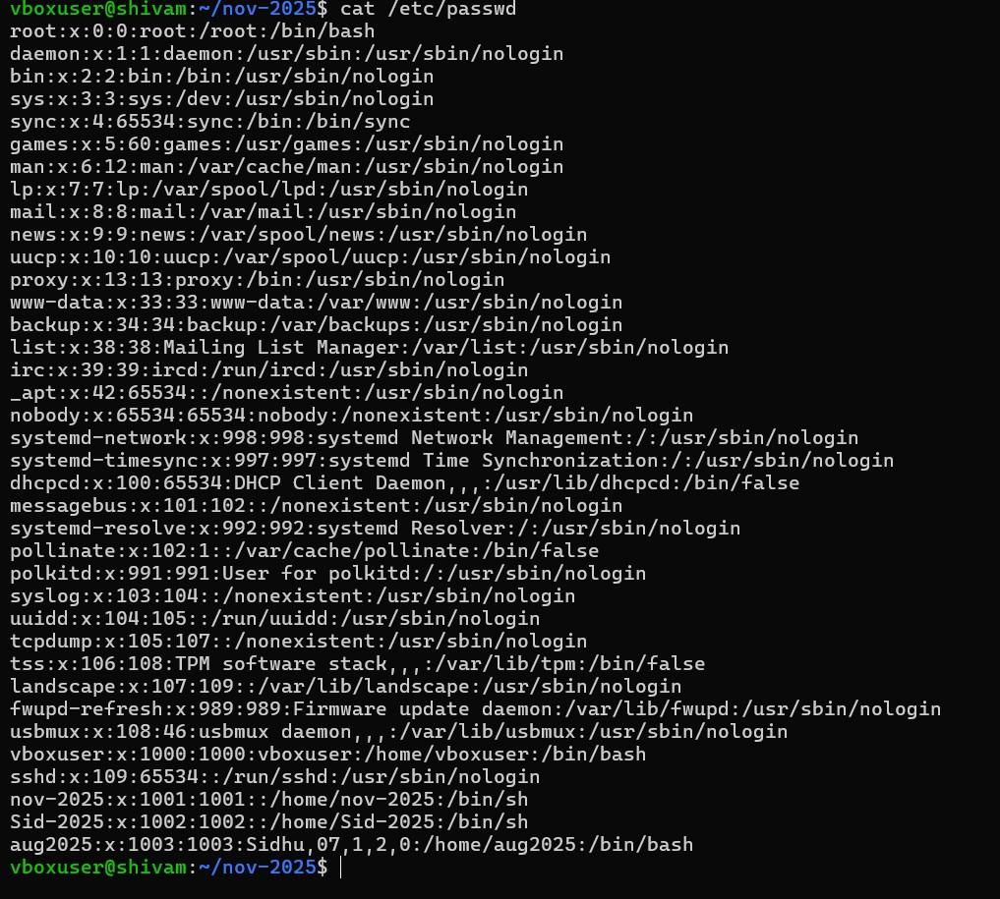 vboxuser@shivam:~/nov-2025$ cat /etc/passwd
root:x:0:0:root:/root:/bin/bash
daemon:x:1:1:daemon:/usr/sbin:/usr/sbin/nologin
bin:x:2:2:bin:/bin:/usr/sbin/nologin
sys:x:3:3:sys:/dev:/usr/sbin/nologin
sync:x:4:65534:sync:/bin:/bin/sync
games:x:5:60:games:/usr/games:/usr/sbin/nologin
man:x:6:12:man:/var/cache/man:/usr/sbin/nologin
lp:x:7:7:lp:/var/spool/lpd:/usr/sbin/nologin
mail:x:8:8:mail:/var/mail:/usr/sbin/nologin
news:x:9:9:news:/var/spool/news:/usr/sbin/nologin
uucp:x:10:10:uucp:/var/spool/uucp:/usr/sbin/nologin
proxy:x:13:13:proxy:/bin:/usr/sbin/nologin
www-data:x:33:33:www-data:/var/www:/usr/sbin/nologin
backup:x:34:34:backup:/var/backups:/usr/sbin/nologin
list:x:38:38:Mailing List Manager:/var/list:/usr/sbin/nologin
irc:x:39:39:ircd:/run/ircd:/usr/sbin/nologin
_apt:x:42:65534::/nonexistent:/usr/sbin/nologin
nobody:x:65534:65534:nobody:/nonexistent:/usr/sbin/nologin
systemd-network:x:998:998:systemd Network Management:/:/usr/sbin/nologin
systemd-timesync:x:997:997:systemd Time Synchronization:/:/usr/sbin/nologin
dhcpcd:x:100:65534:DHCP Client Daemon,,,:/usr/lib/dhcpcd:/bin/false
messagebus:x:101:102::/nonexistent:/usr/sbin/nologin
systemd-resolve:x:992:992:systemd Resolver:/:/usr/sbin/nologin
pollinate:x:102:1::/var/cache/pollinate:/bin/false
polkitd:x:991:991:User for polkitd:/:/usr/sbin/nologin
syslog:x:103:104::/nonexistent:/usr/sbin/nologin
uuidd:x:104:105::/run/uuidd:/usr/sbin/nologin
tcpdump:x:105:107::/nonexistent:/usr/sbin/nologin
tss:x:106:108:TPM software stack,,,:/var/lib/tpm:/bin/false
landscape:x:107:109::/var/lib/landscape:/usr/sbin/nologin
fwupd-refresh:x:989:989:Firmware update daemon:/var/lib/fwupd:/usr/sbin/nologin
usbmux:x:108:46:usbmux daemon,,,:/var/lib/usbmux:/usr/sbin/nologin
vboxuser:x:1000:1000:vboxuser:/home/vboxuser:/bin/bash
sshd:x:109:65534::/run/sshd:/usr/sbin/nologin
nov-2025:x:1001:1001::/home/nov-2025:/bin/sh
Sid-2025:x:1002:1002::/home/Sid-2025:/bin/sh
aug2025:x:1003:1003:Sidhu,07,1,2,0:/home/aug2025:/bin/bash
vboxuser@shivam:~/nov-2025$